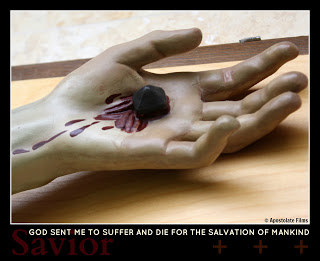 © Apostolate Films
GOD SENT ME TO SUFFER AND DIE FOR THE SALVATION OF MANKIND
Savior